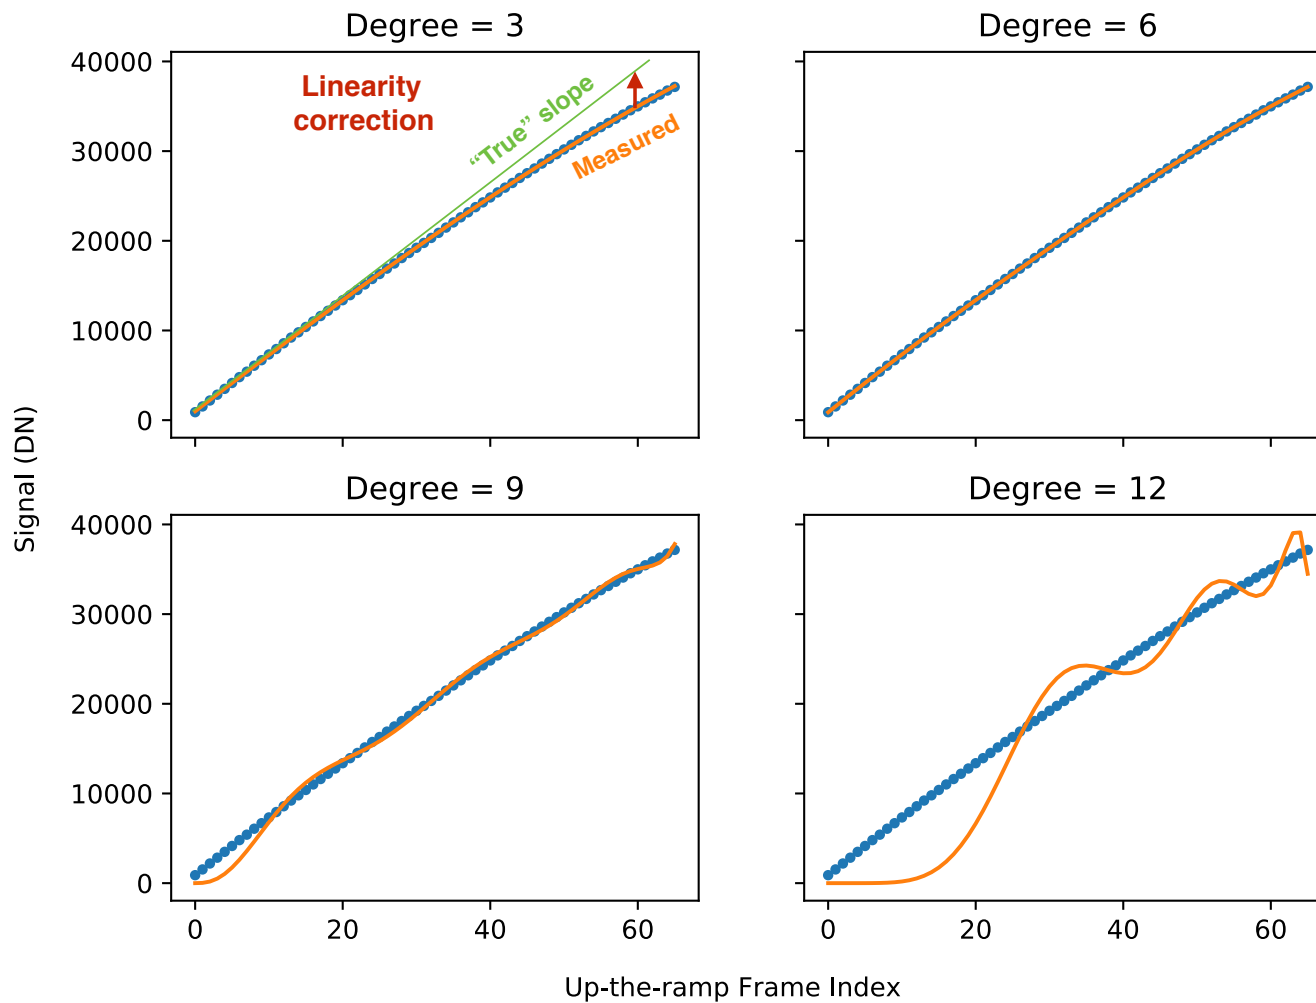 Degree = 3
Degree = 6
40000
30000
20000
10000
0
Linearity
correction
“True” slope
Measured
Signal (DN)
Degree = 9
Degree = 12
40000
30000
20000
10000
0
0
20
40
60
0
20
40
60
Up-the-ramp Frame Index